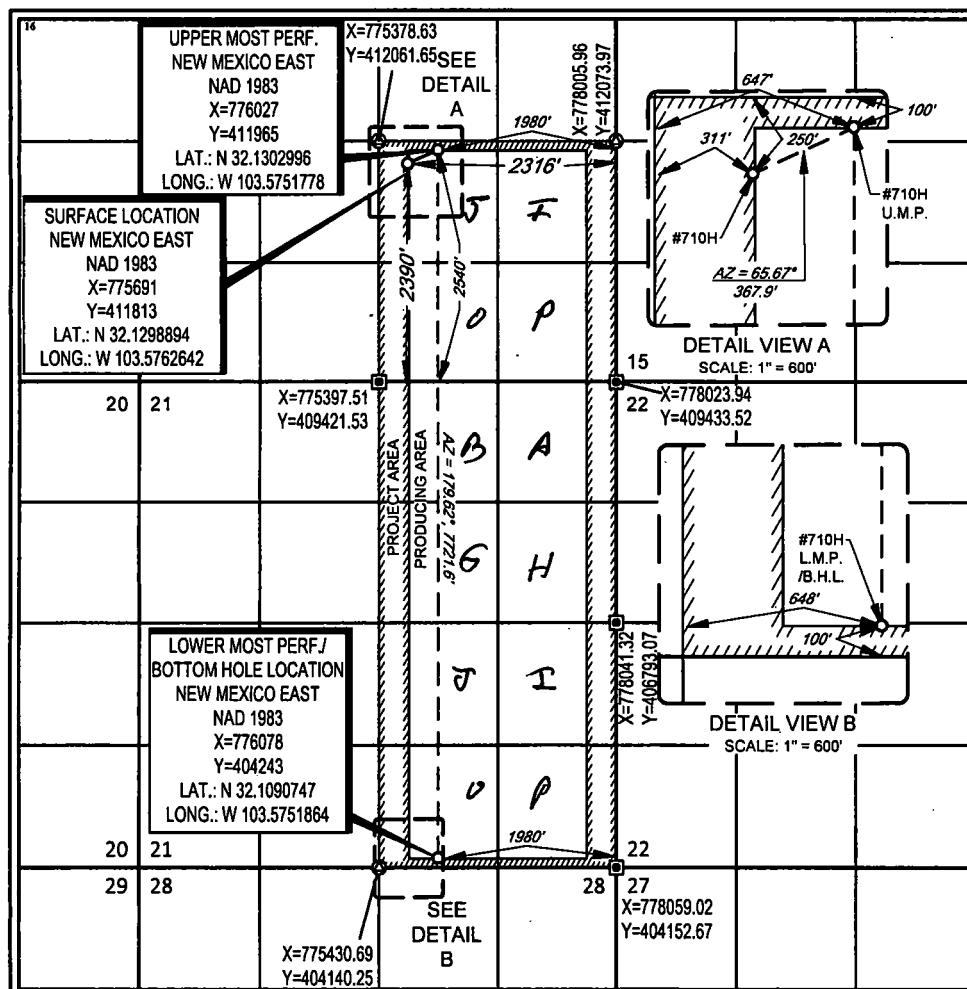 16
UPPER MOST PERF.
NEW MEXICO EAST
NAD 1983
X=776027
Y=411965
LAT.: N 32.1302996
LONG.: W 103.5751778
X=775378.63
Y=412061.65
SEE
DETAIL
A
X=778005.96
Y=412073.97
1980'
2316'
SURFACE LOCATION
NEW MEXICO EAST
NAD 1983
X=775691
Y=411813
LAT.: N 32.1298894
LONG.: W 103.5762642
2390'
2540'
J I
O P
647'
100'
311'
250'
#710H
#710H
U.M.P.
AZ = 65.67°
367.9'
DETAIL VIEW A
SCALE: 1" = 600'
15
22
20 21
X=775397.51
Y=409421.53
X=778023.94
Y=409433.52
PROJECT AREA
PRODUCING AREA
AZ = 179.62°, 7721.6'
B A
G H
J I
O P
#710H
L.M.P.
/B.H.L.
648'
100'
DETAIL VIEW B
SCALE: 1" = 600'
X=778041.32
Y=406793.07
LOWER MOST PERF./
BOTTOM HOLE LOCATION
NEW MEXICO EAST
NAD 1983
X=776078
Y=404243
LAT.: N 32.1090747
LONG.: W 103.5751864
1980'
20 21
29 28
22
28 27
SEE
DETAIL
B
X=775430.69
Y=404140.25
X=778059.02
Y=404152.67